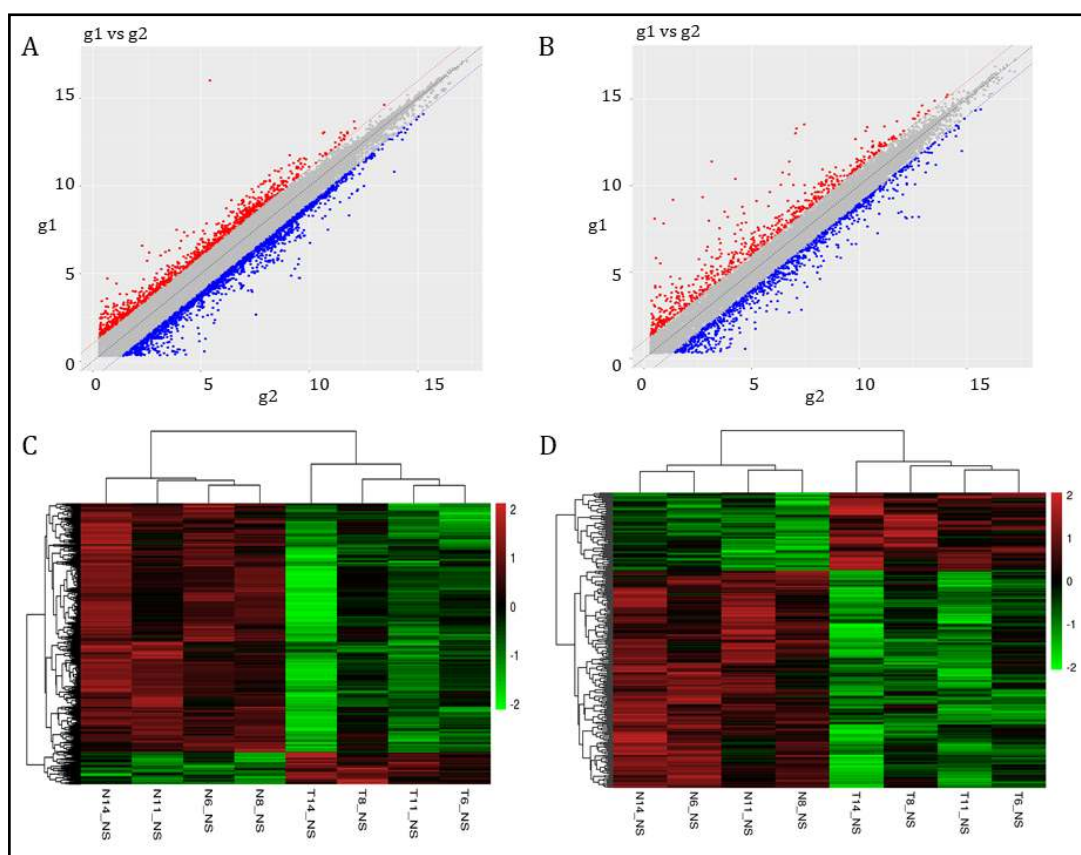 A
g1 vs g2
15
10
g1
5
0
0
5
10
15
g2
B
g1 vs g2
15
10
g1
5
0
0
5
10
15
g2
C
2
1
0
-1
-2
N14_NS
N11_NS
N6_NS
N8_NS
T14_NS
T8_NS
T11_NS
T6_NS
D
2
1
0
-1
-2
N14_NS
N6_NS
N11_NS
N8_NS
T14_NS
T8_NS
T11_NS
T6_NS